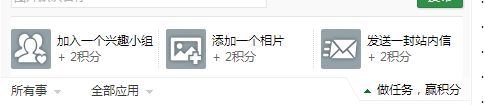 发布
加入一个兴趣小组
+ 2积分
添加一个相片
+ 2积分
发送一封站内信
+ 2积分
所有事
全部应用
做任务，赢积分